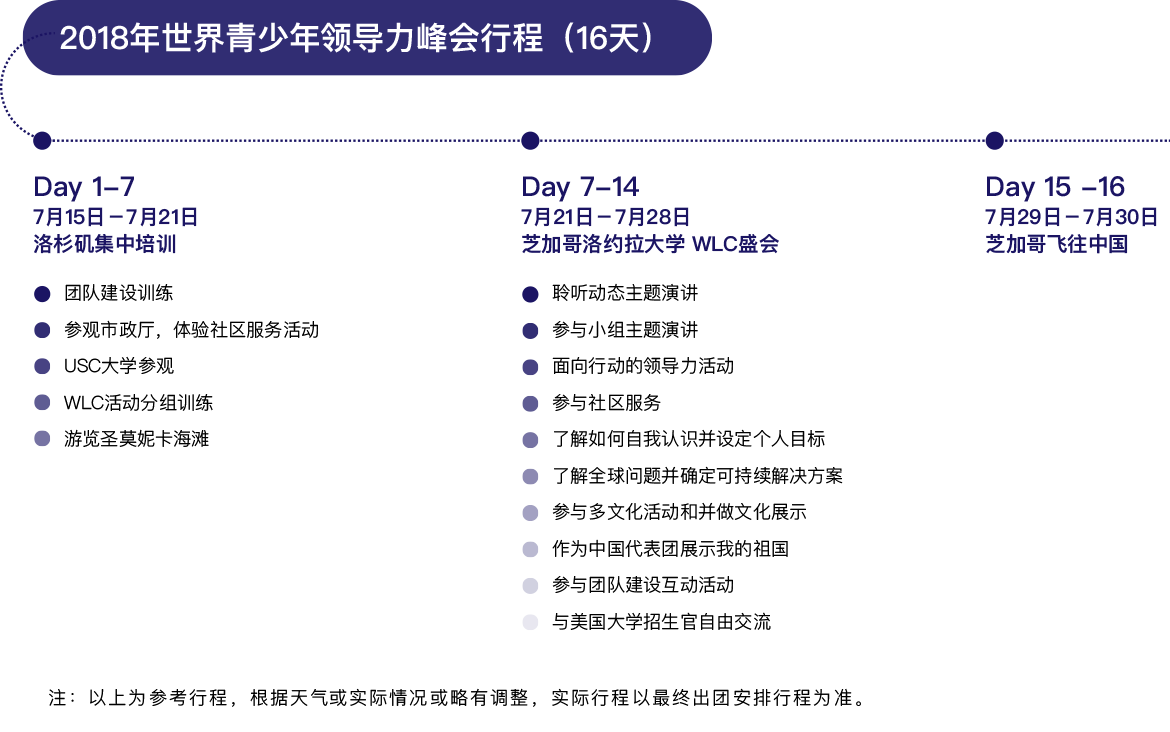 2018年世界青少年领导力峰会行程（16天）
Day 1–7
7月15日－7月21日
洛杉矶集中培训
团队建设训练
参观市政厅，体验社区服务活动
USC大学参观
WLC活动分组训练
游览圣莫妮卡海滩
Day 7–14
7月21日－7月28日
芝加哥洛约拉大学 WLC盛会
聆听动态主题演讲
参与小组主题演讲
面向行动的领导力活动
参与社区服务
了解如何自我认识并设定个人目标
了解全球问题并确定可持续解决方案
参与多文化活动和并做文化展示
作为中国代表团展示我的祖国
参与团队建设互动活动
与美国大学招生官自由交流
Day 15 –16
7月29日－7月30日
芝加哥飞往中国
注：以上为参考行程，根据天气或实际情况或略有调整，实际行程以最终出团安排行程为准。